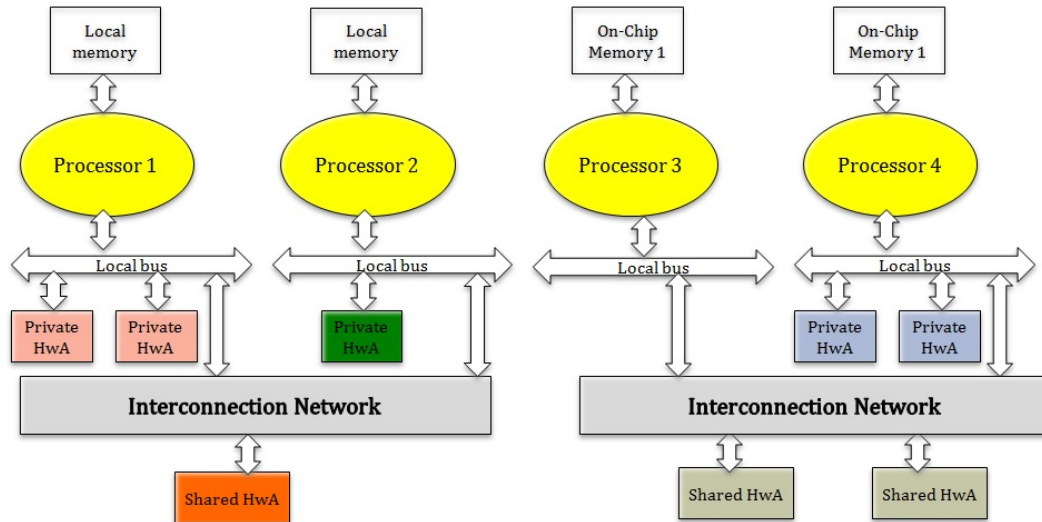 Local
memory
Local
memory
On-Chip
Memory 1
On-Chip
Memory 1
Processor 1
Processor 2
Processor 3
Processor 4
Local bus
Local bus
Local bus
Local bus
Private
HwA
Private
HwA
Private
HwA
Private
HwA
Private
HwA
Interconnection Network
Interconnection Network
Shared HwA
Shared HwA
Shared HwA